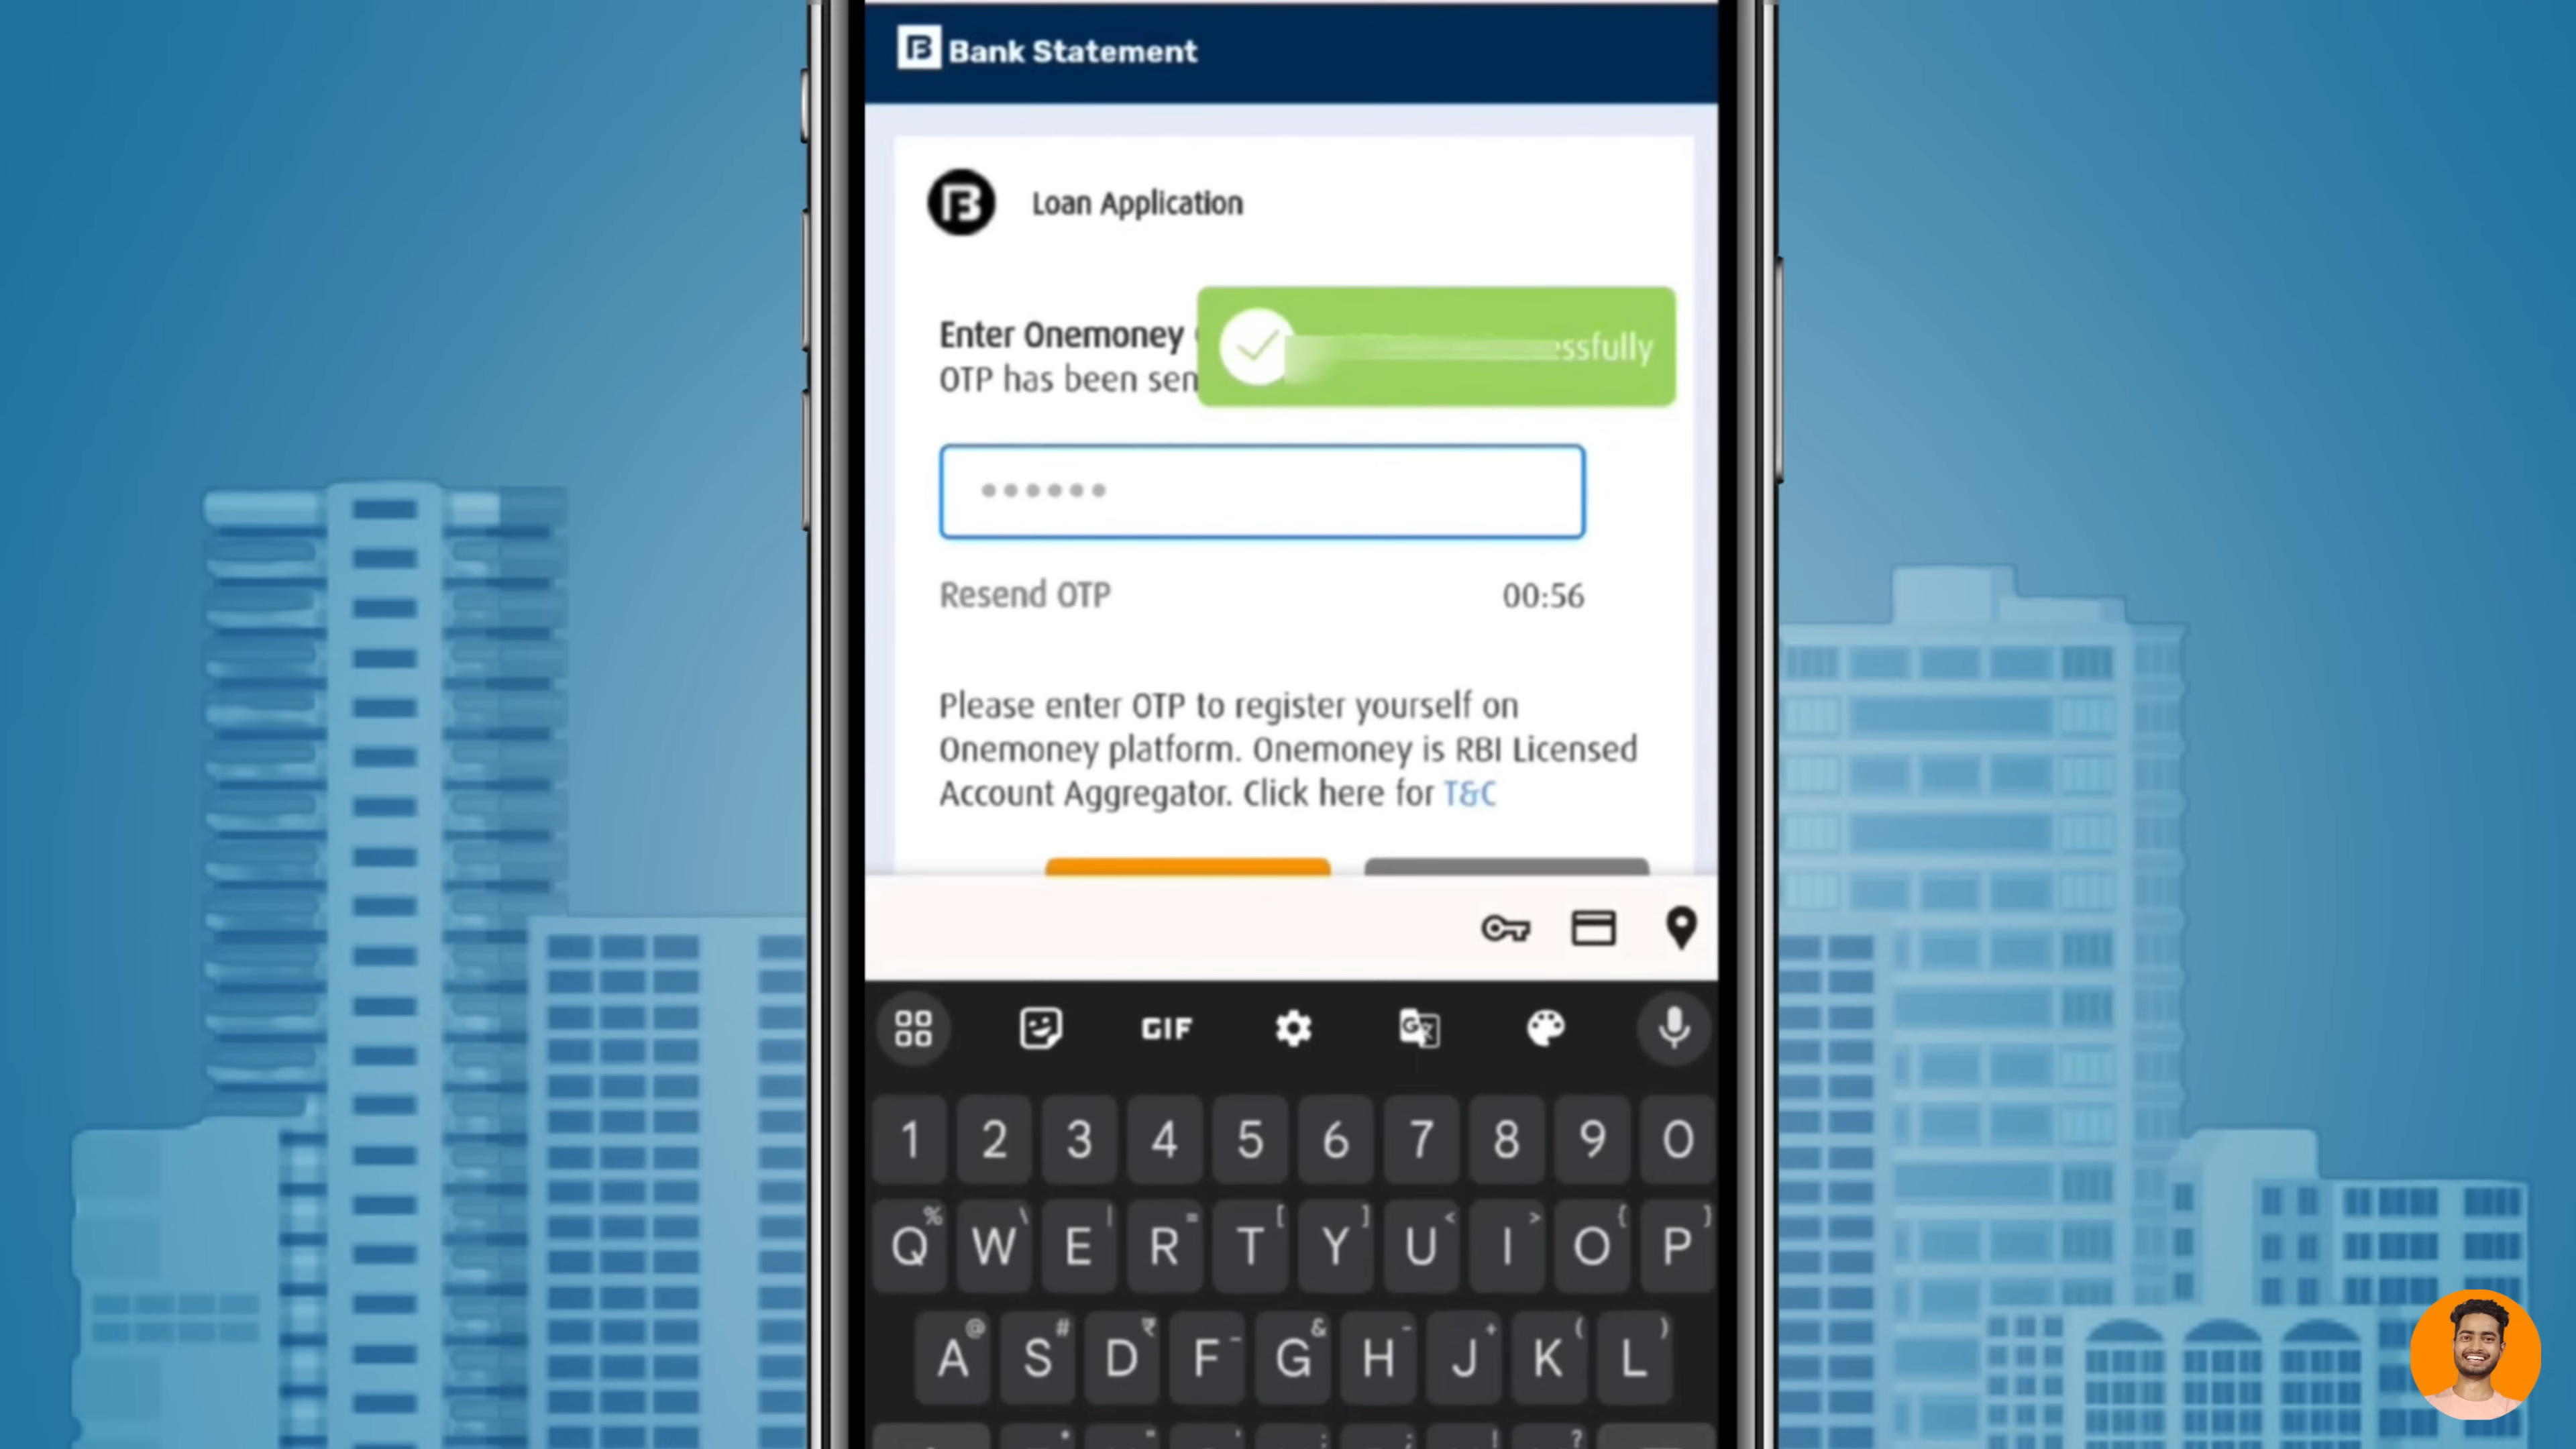 Bank Statement
Loan Application
Enter Onemoney
OTP has been sen
ssfully
Resend OTP
00:56
Please enter OTP to register yourself on
Onemoney platform. Onemoney is RBI Licensed
Account Aggregator. Click here for T&C
GIF
1 2 3 4 5 6 7 8 9 0
% \ | = [ ] < > { }
Q W E R T Y U I O P
@ # ₹ _ & - + ( )
A S D F G H J K L